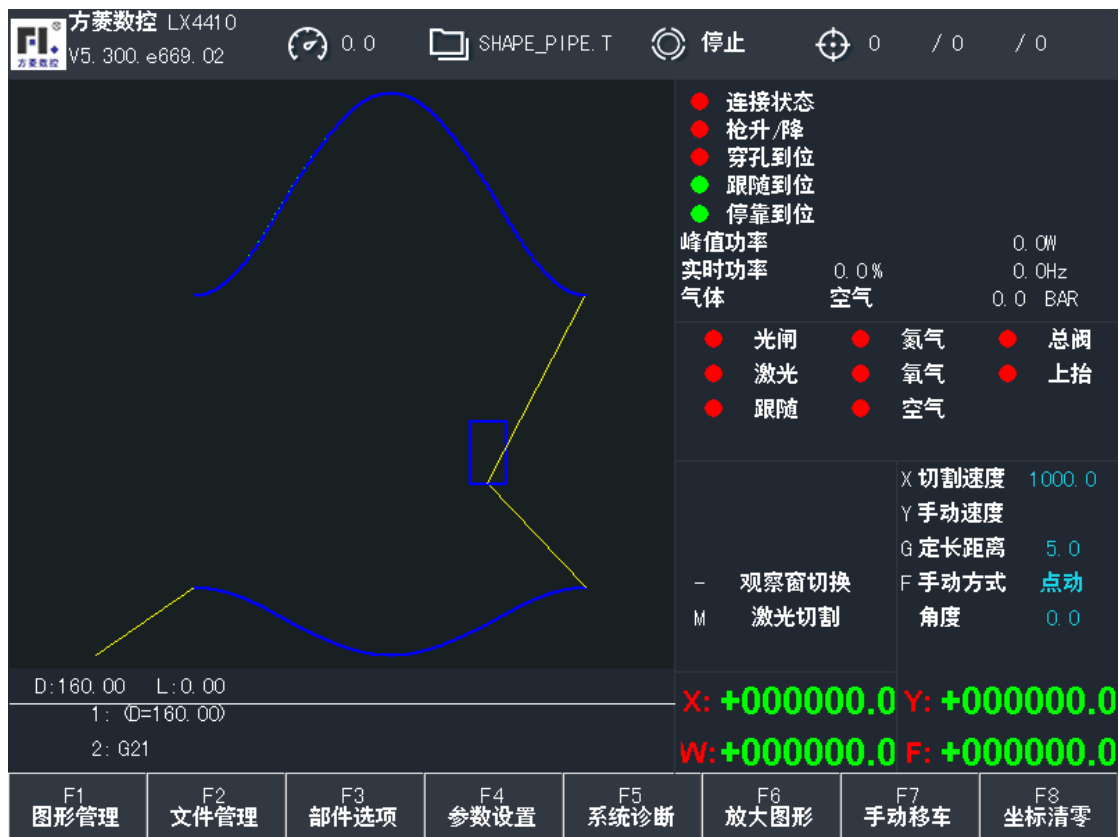 FL® 方菱数控 LX4410
方菱数控 V5.300.e669.02
0.0
SHAPE_PIPE.T
停止
0 / 0 / 0
连接状态
枪升/降
穿孔到位
跟随到位
停靠到位
峰值功率 0.0W
实时功率 0.0% 0.0Hz
气体 空气 0.0 BAR
光闸 氮气 总阀
激光 氧气 上抬
跟随 空气
X 切割速度 1000.0
Y 手动速度
G 定长距离 5.0
- 观察窗切换 F 手动方式 点动
M 激光切割 角度 0.0
D:160.00 L:0.00
1: (D=160.00)
2: G21
X: +000000.0 Y: +000000.0
W: +000000.0 F: +000000.0
F1 F2 F3 F4 F5 F6 F7 F8
图形管理 文件管理 部件选项 参数设置 系统诊断 放大图形 手动移车 坐标清零